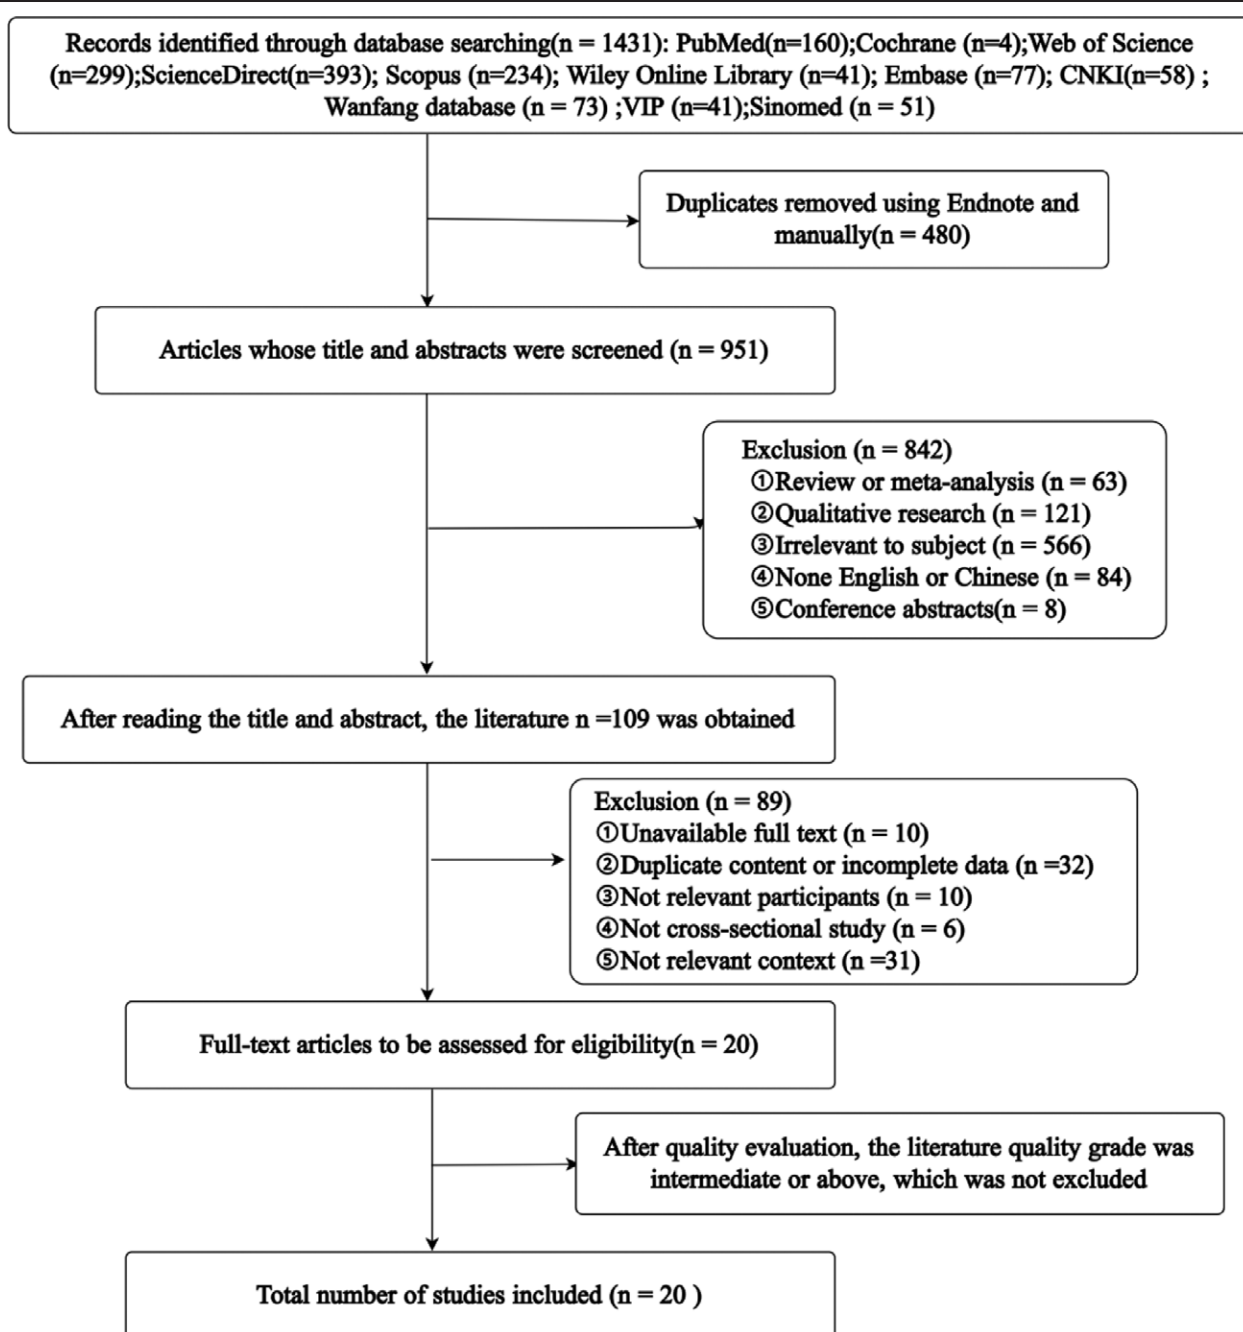 Records identified through database searching(n = 1431): PubMed(n=160);Cochrane (n=4);Web of Science
(n=299);ScienceDirect(n=393); Scopus (n=234); Wiley Online Library (n=41); Embase (n=77); CNKI(n=58) ;
Wanfang database (n = 73) ;VIP (n=41);Sinomed (n = 51)
Duplicates removed using Endnote and
manually(n = 480)
Articles whose title and abstracts were screened (n = 951)
Exclusion (n = 842)
①Review or meta-analysis (n = 63)
②Qualitative research (n = 121)
③Irrelevant to subject (n = 566)
④None English or Chinese (n = 84)
⑤Conference abstracts(n = 8)
After reading the title and abstract, the literature n =109 was obtained
Exclusion (n = 89)
①Unavailable full text (n = 10)
②Duplicate content or incomplete data (n =32)
③Not relevant participants (n = 10)
④Not cross-sectional study (n = 6)
⑤Not relevant context (n =31)
Full-text articles to be assessed for eligibility(n = 20)
After quality evaluation, the literature quality grade was
intermediate or above, which was not excluded
Total number of studies included (n = 20 )